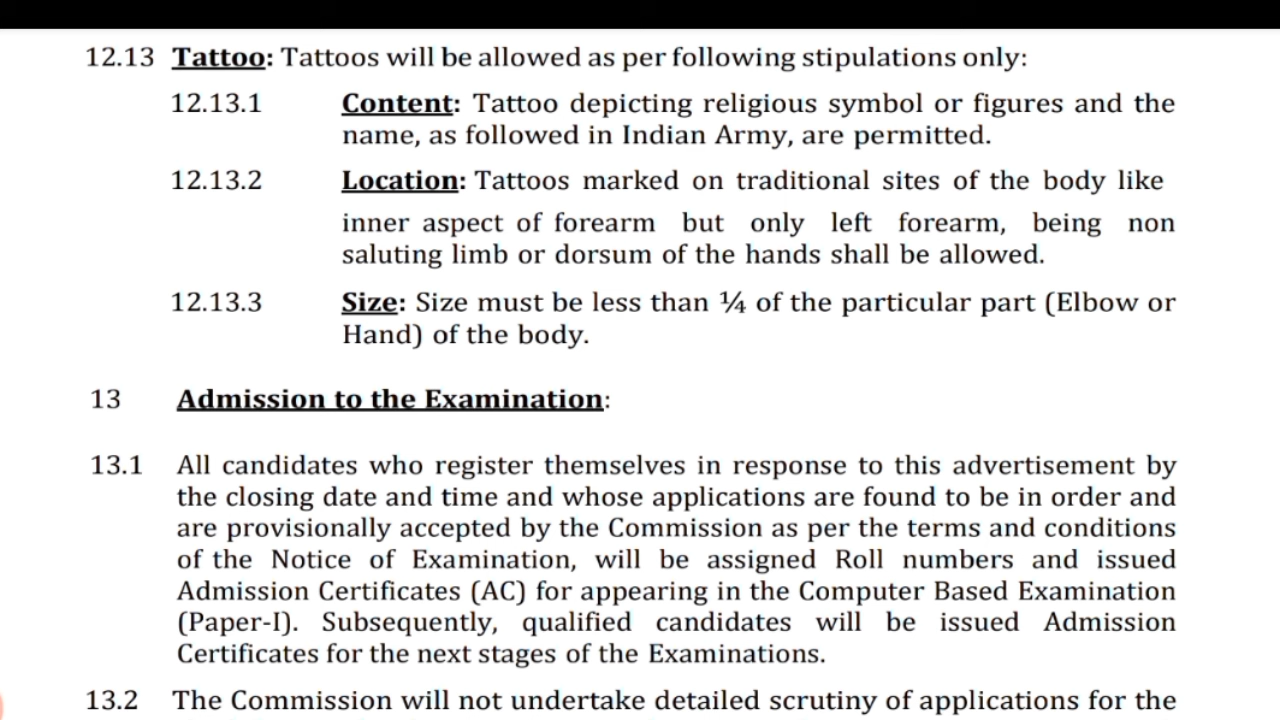 12.13 Tattoo: Tattoos will be allowed as per following stipulations only:
12.13.1 Content: Tattoo depicting religious symbol or figures and the
name, as followed in Indian Army, are permitted.
12.13.2 Location: Tattoos marked on traditional sites of the body like
inner aspect of forearm but only left forearm, being non
saluting limb or dorsum of the hands shall be allowed.
12.13.3 Size: Size must be less than ¼ of the particular part (Elbow or
Hand) of the body.
13 Admission to the Examination:
13.1 All candidates who register themselves in response to this advertisement by
the closing date and time and whose applications are found to be in order and
are provisionally accepted by the Commission as per the terms and conditions
of the Notice of Examination, will be assigned Roll numbers and issued
Admission Certificates (AC) for appearing in the Computer Based Examination
(Paper-I). Subsequently, qualified candidates will be issued Admission
Certificates for the next stages of the Examinations.
13.2 The Commission will not undertake detailed scrutiny of applications for the